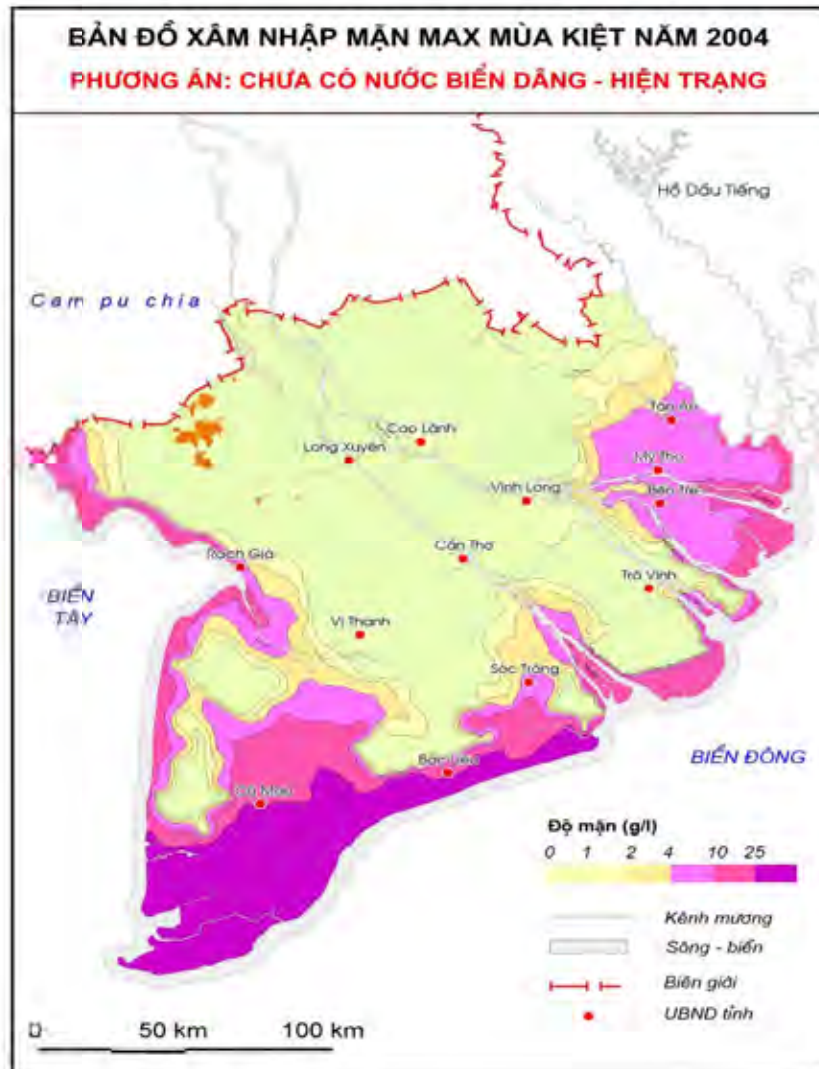 BẢN ĐỒ XÂM NHẬP MẶN MAX MÙA KIỆT NĂM 2004
PHƯƠNG ÁN: CHƯA CÓ NƯỚC BIỂN DÂNG - HIỆN TRẠNG
Hồ Dầu Tiếng
Cam pu chia
Tân An
Cao Lãnh
Long Xuyên
Mỹ Tho
Vĩnh Long
Bến Tre
Cần Thơ
Rạch Giá
Trà Vinh
BIỂN
TÂY
Vị Thanh
Sóc Trăng
BIỂN ĐÔNG
Bạc Liêu
Cà Mau
Độ mặn (g/l)
0 1 2 4 10 25
Kênh mương
Sông - biển
Biên giới
UBND tỉnh
0 50 km 100 km